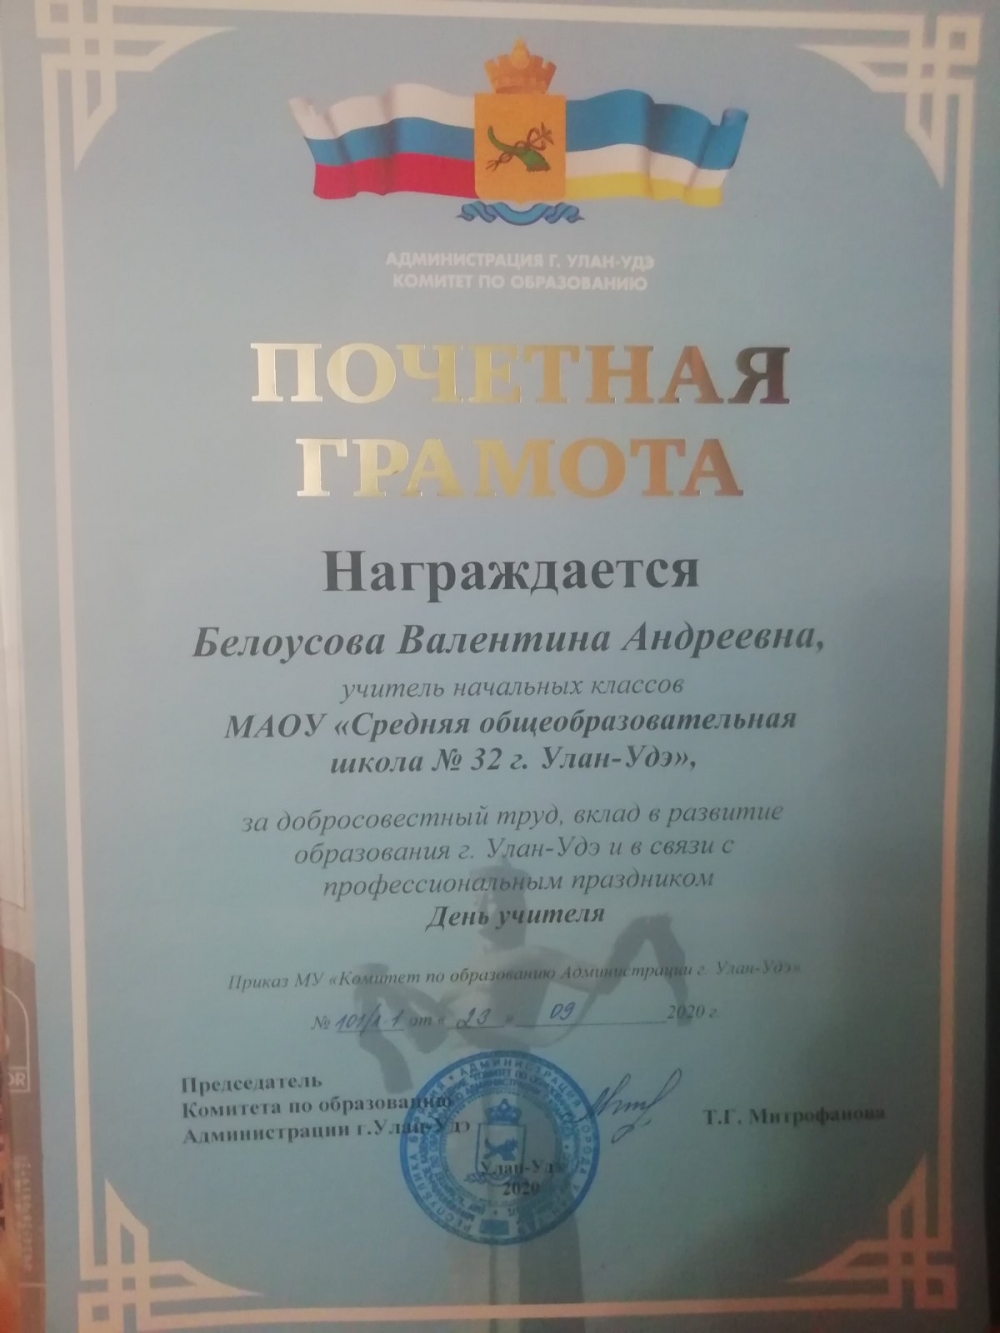 АДМИНИСТРАЦИЯ Г. УЛАН-УДЭ
КОМИТЕТ ПО ОБРАЗОВАНИЮ
ПОЧЕТНАЯ
ГРАМОТА
Награждается
Белоусова Валентина Андреевна,
учитель начальных классов
МАОУ «Средняя общеобразовательная
школа № 32 г. Улан-Удэ»,
за добросовестный труд, вклад в развитие
образования г. Улан-Удэ и в связи с
профессиональным праздником
День учителя
Приказ МУ «Комитет по образованию Администрации г. Улан-Удэ»
№ от « 23 » 09 2020 г.
Председатель
Комитета по образованию
Администрации г.Улан-Удэ
Т.Г. Митрофанова
Улан-Удэ
2020